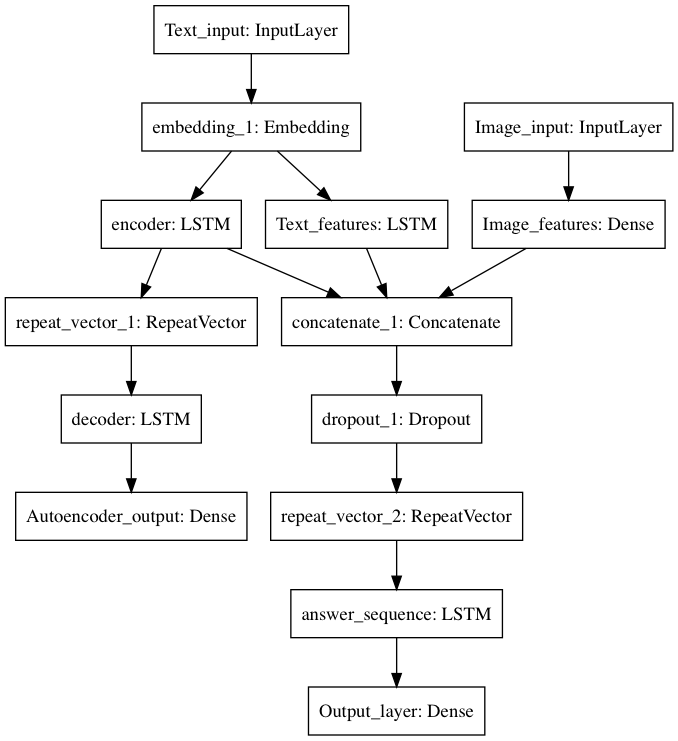 Text_input: InputLayer
embedding_1: Embedding
Image_input: InputLayer
encoder: LSTM
Text_features: LSTM
Image_features: Dense
repeat_vector_1: RepeatVector
concatenate_1: Concatenate
decoder: LSTM
dropout_1: Dropout
Autoencoder_output: Dense
repeat_vector_2: RepeatVector
answer_sequence: LSTM
Output_layer: Dense